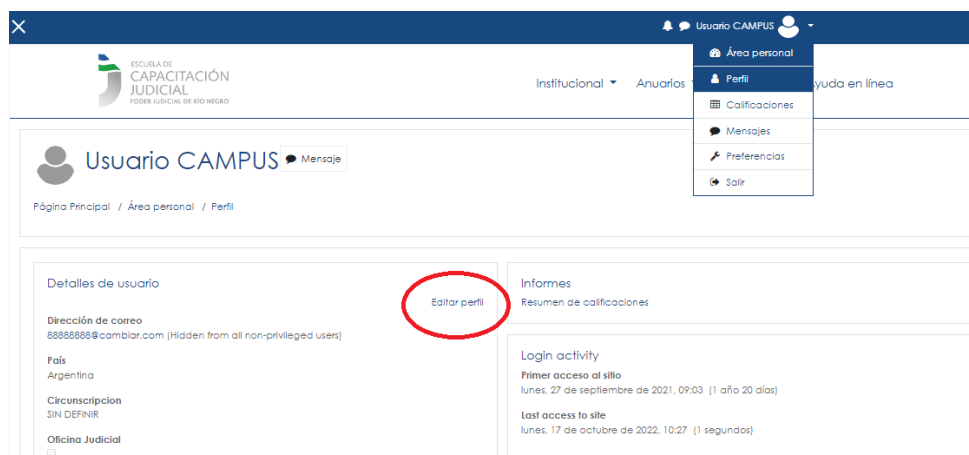 Usuario CAMPUS
Área personal
Perfil
Calificaciones
Mensajes
Preferencias
Salir
ESCUELA DE
CAPACITACIÓN
JUDICIAL
PODER JUDICIAL DE RÍO NEGRO
Institucional
Anuarios
yuda en línea
Usuario CAMPUS
Mensaje
Página Principal / Área personal / Perfil
Detalles de usuario
Editar perfil
Dirección de correo
88888888@cambiar.com (Hidden from all non-privileged users)
País
Argentina
Circunscripcion
SIN DEFINIR
Oficina Judicial
Informes
Resumen de calificaciones
Login activity
Primer acceso al sitio
lunes, 27 de septiembre de 2021, 09:03 (1 año 20 días)
Last access to site
lunes, 17 de octubre de 2022, 10:27 (1 segundos)